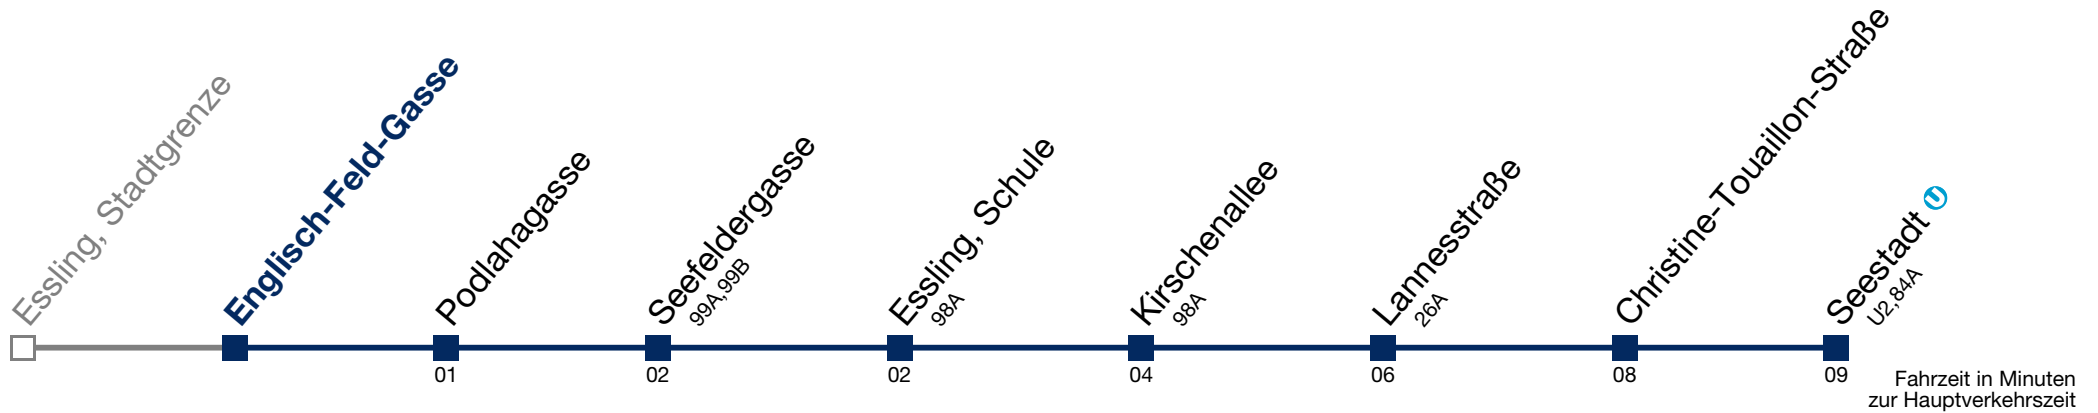 Essling, Stadtgrenze
Englisch-Feld-Gasse
Podlahagasse
Seefeldergasse
99A,99B
Essling, Schule
98A
Kirschenallee
98A
Lannesstraße
26A
Christine-Touaillon-Straße
Seestadt U
U2,84A
01
02
02
04
06
08
09
Fahrzeit in Minuten
zur Hauptverkehrszeit